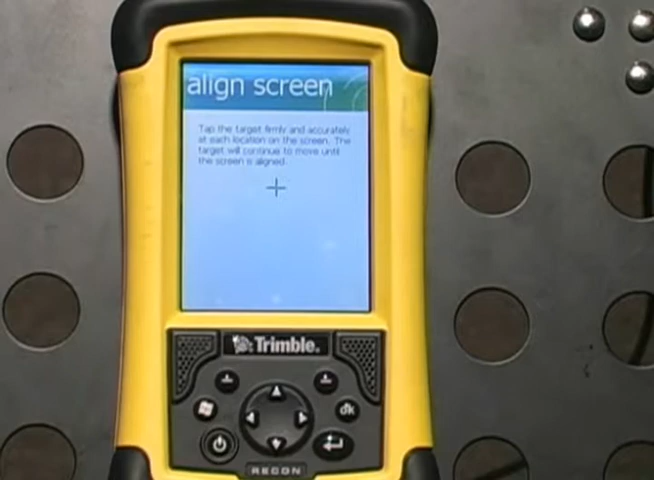 align screen
Tap the target firmly and accurately
at each location on the screen. The
target will continue to move until
the screen is aligned.
Trimble.
ok
RECON